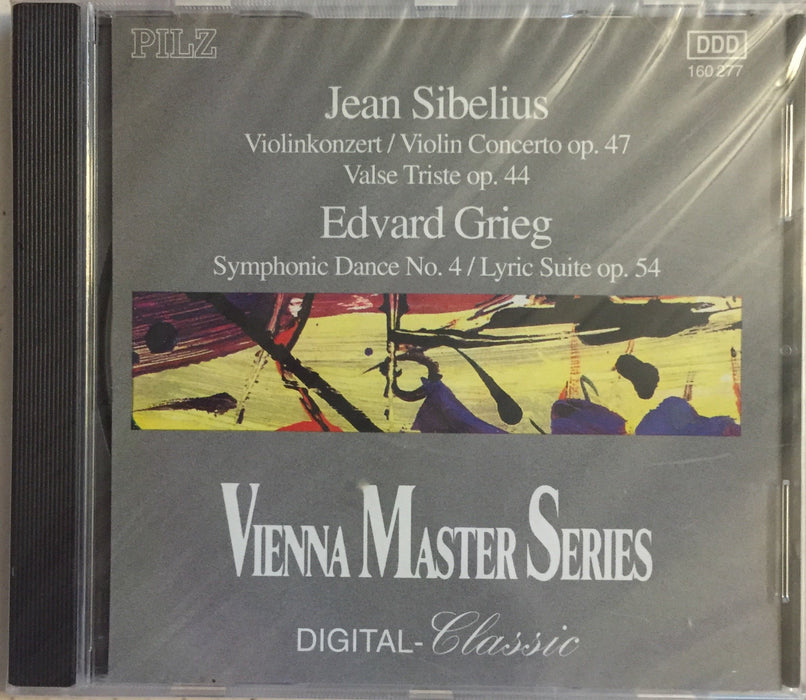 PILZ
DDD
160 277
Jean Sibelius
Violinkonzert / Violin Concerto op. 47
Valse Triste op. 44
Edvard Grieg
Symphonic Dance No. 4 / Lyric Suite op. 54
VIENNA MASTER SERIES
DIGITAL-Classic